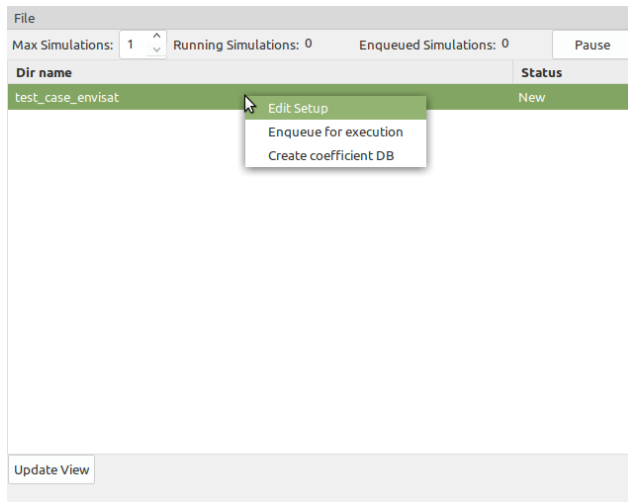 File
Max Simulations: 1 Running Simulations: 0 Enqueued Simulations: 0 Pause
Dir name Status
test_case_envisat New
Edit Setup
Enqueue for execution
Create coefficient DB
Update View